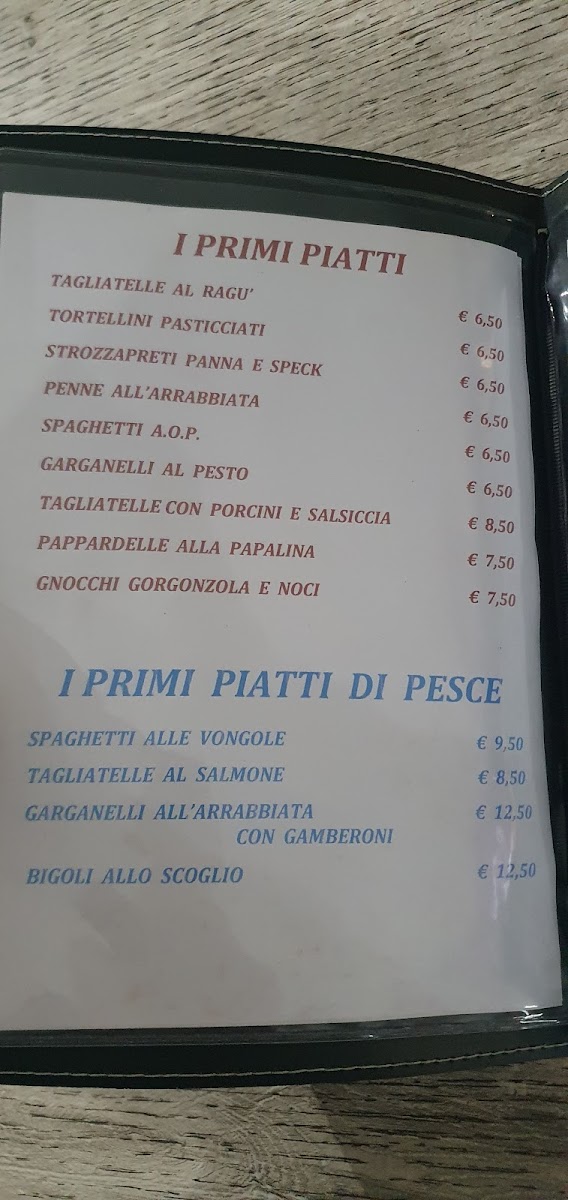 I PRIMI PIATTI
TAGLIATELLE AL RAGU' € 6,50
TORTELLINI PASTICCIATI € 6,50
STROZZAPRETI PANNA E SPECK € 6,50
PENNE ALL'ARRABBIATA € 6,50
SPAGHETTI A.O.P. € 6,50
GARGANELLI AL PESTO € 6,50
TAGLIATELLE CON PORCINI E SALSICCIA € 8,50
PAPPARDELLE ALLA PAPALINA € 7,50
GNOCCHI GORGONZOLA E NOCI € 7,50
I PRIMI PIATTI DI PESCE
SPAGHETTI ALLE VONGOLE € 9,50
TAGLIATELLE AL SALMONE € 8,50
GARGANELLI ALL'ARRABBIATA € 12,50
CON GAMBERONI
BIGOLI ALLO SCOGLIO € 12,50